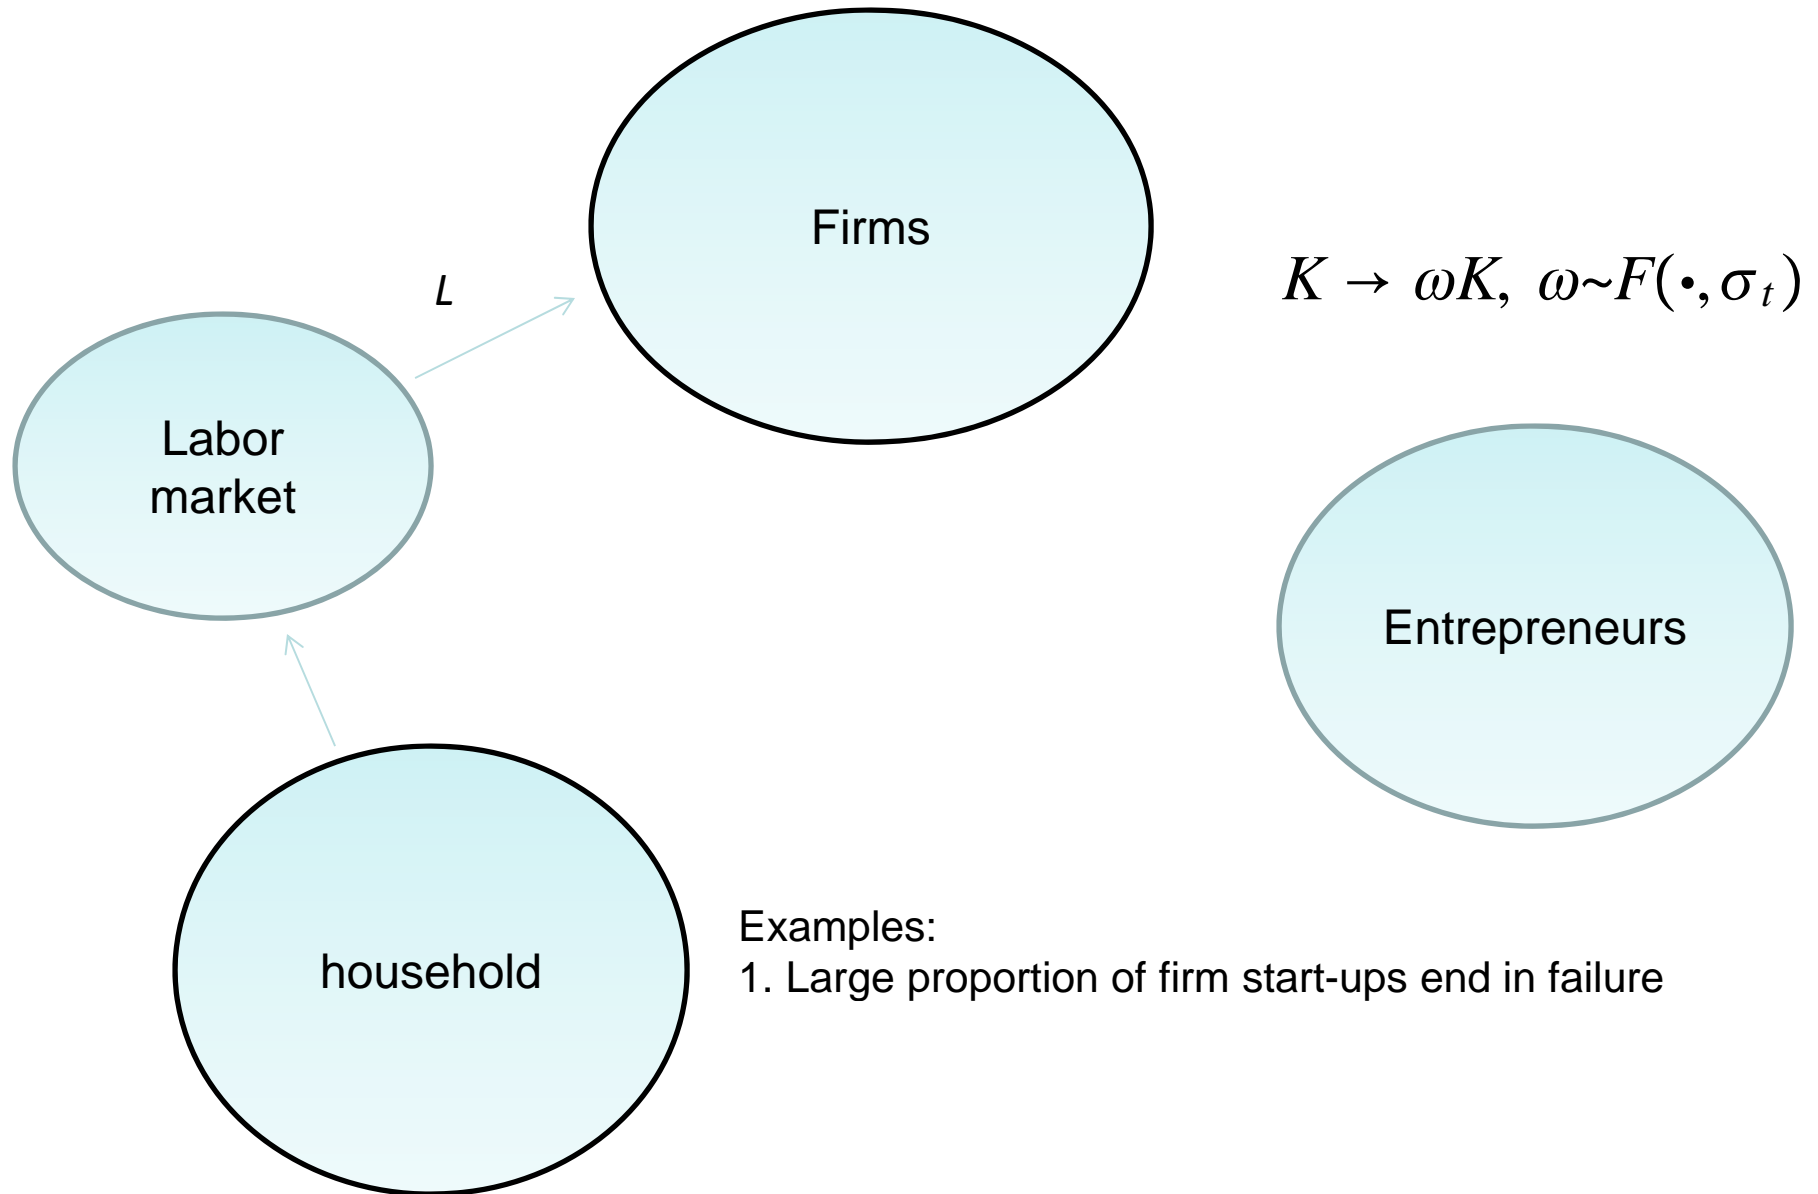 Firms
K → ωK, ω~F(•, σ_t)
L
Labor
market
Entrepreneurs
household
Examples:
1. Large proportion of firm start-ups end in failure